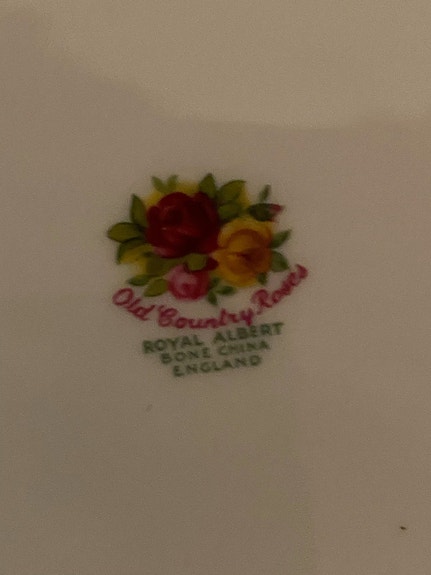 Old Country Roses
ROYAL ALBERT
BONE CHINA
ENGLAND